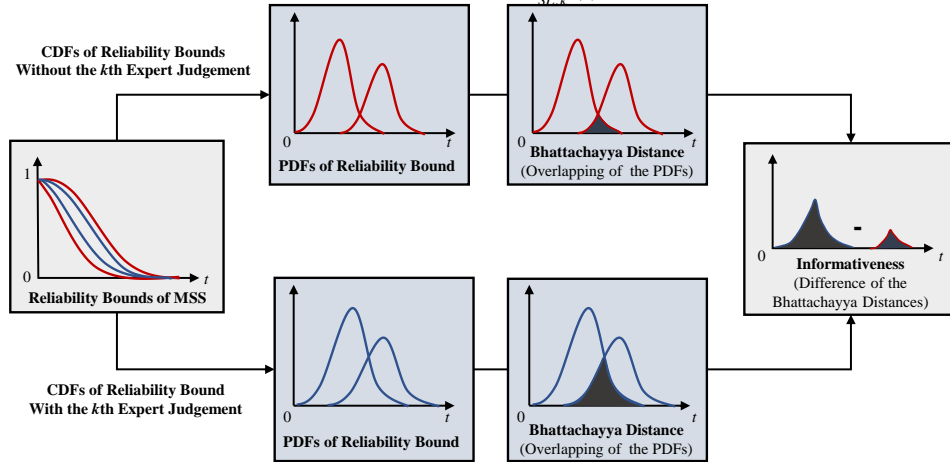 CDFs of Reliability Bounds
Without the kth Expert Judgement
0
t
PDFs of Reliability Bound
0
t
Bhattachayya Distance
(Overlapping of the PDFs)
1
0
t
Reliability Bounds of MSS
0
-
t
Informativeness
(Difference of the
Bhattachayya Distances)
CDFs of Reliability Bound
With the kth Expert Judgement
0
t
PDFs of Reliability Bound
0
t
Bhattachayya Distance
(Overlapping of the PDFs)